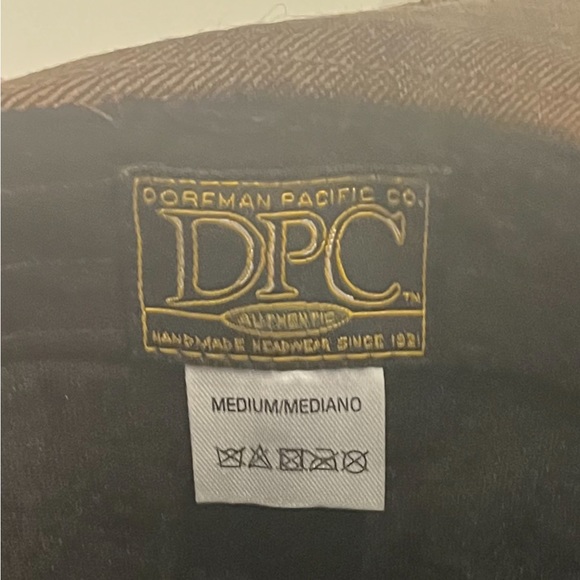 DORFMAN PACIFIC CO.
DPC
TM
AUTHENTIC
HANDMADE HEADWEAR SINCE 1921
MEDIUM/MEDIANO